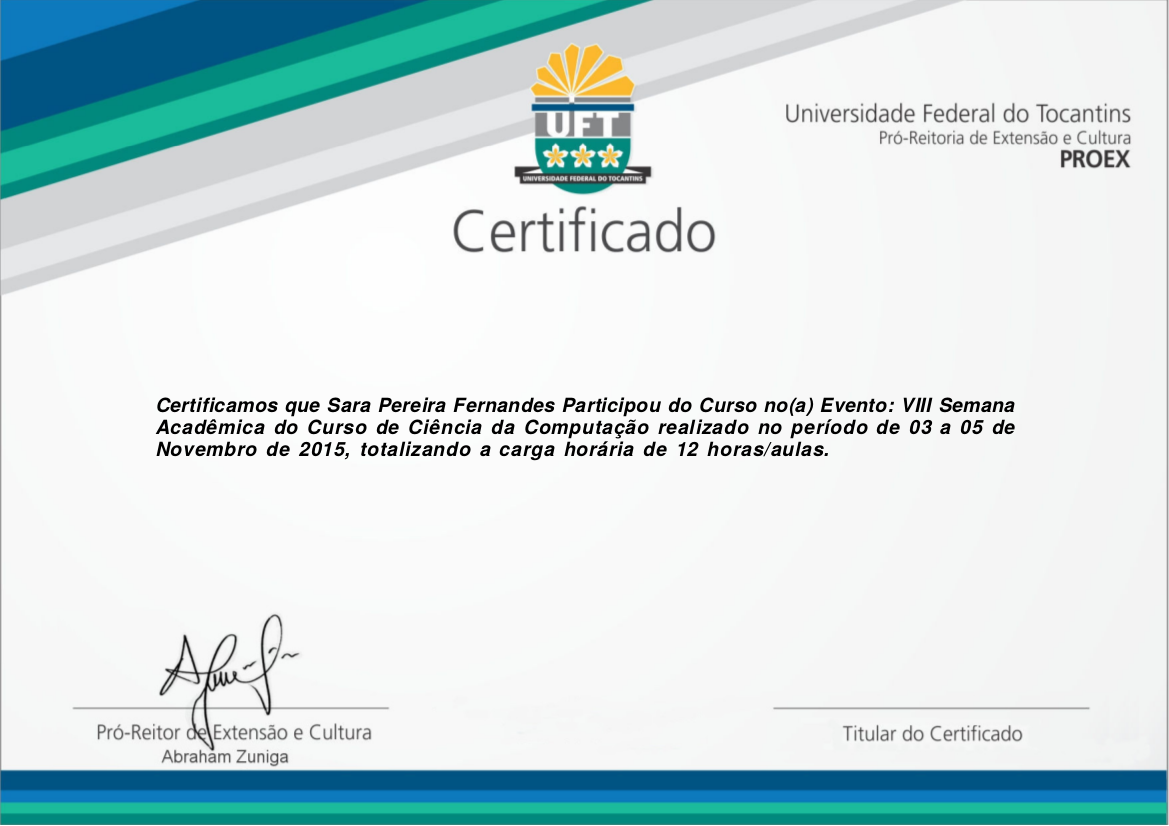 UFT
UNIVERSIDADE FEDERAL DO TOCANTINS
Universidade Federal do Tocantins
Pró-Reitoria de Extensão e Cultura
PROEX
Certificado
Certificamos que Sara Pereira Fernandes Participou do Curso no(a) Evento: VIII Semana
Acadêmica do Curso de Ciência da Computação realizado no período de 03 a 05 de
Novembro de 2015, totalizando a carga horária de 12 horas/aulas.
Pró-Reitor de Extensão e Cultura
Abraham Zuniga
Titular do Certificado